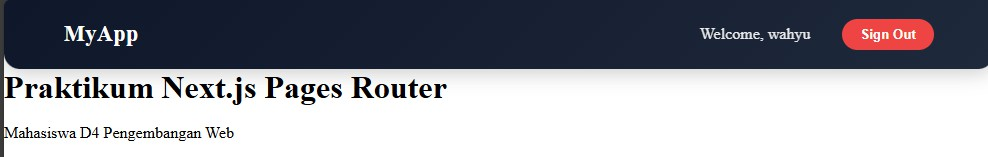 MyApp
Welcome, wahyu
Sign Out
Praktikum Next.js Pages Router
Mahasiswa D4 Pengembangan Web